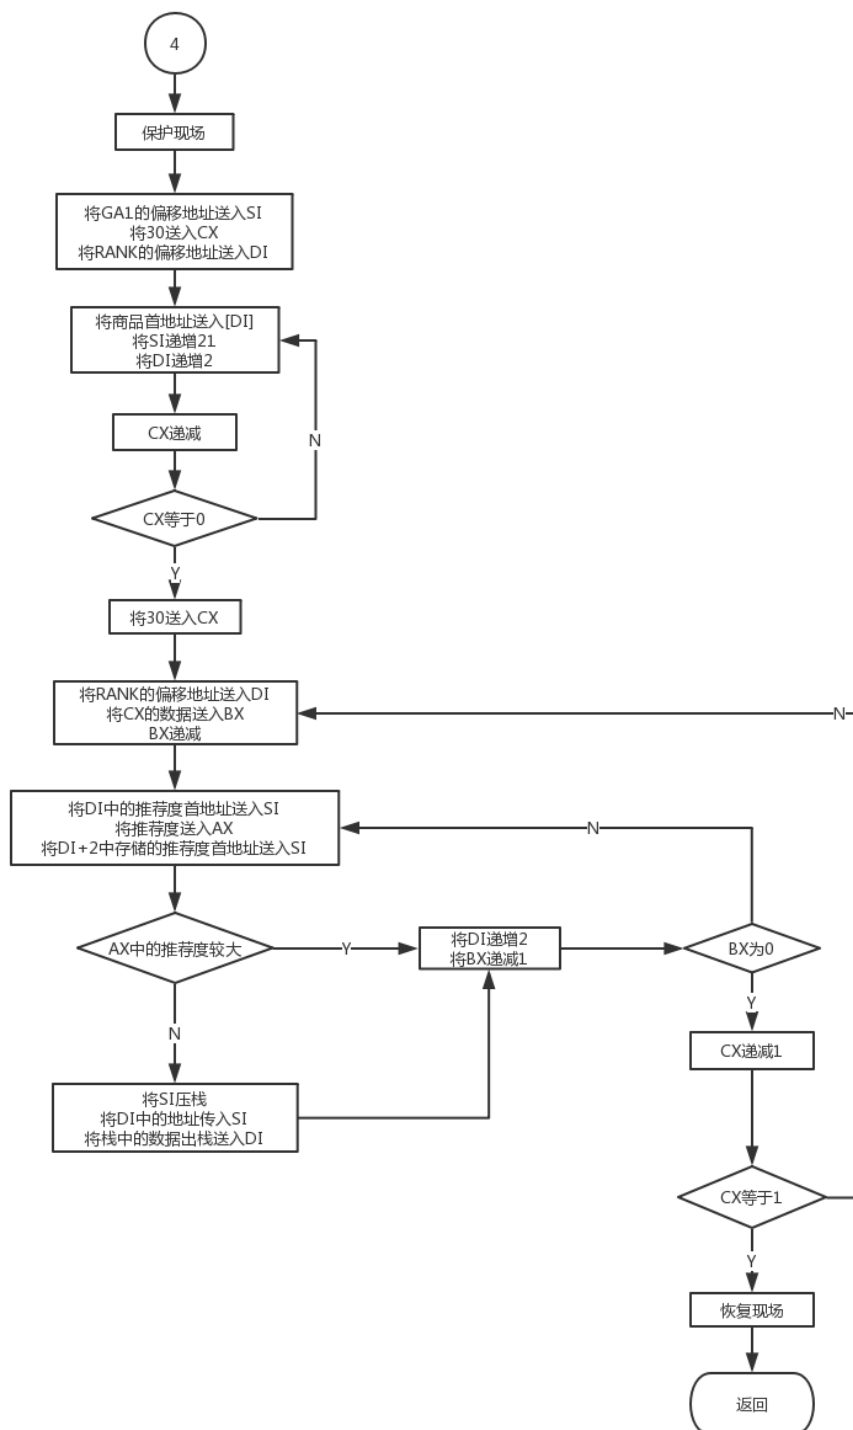 4
保护现场
将GA1的偏移地址送入SI
将30送入CX
将RANK的偏移地址送入DI
将商品首地址送入[DI]
将SI递增21
将DI递增2
CX递减
N
CX等于0
Y
将30送入CX
将RANK的偏移地址送入DI
将CX的数据送入BX
BX递减
N
将DI中的推荐度首地址送入SI
将推荐度送入AX
将DI+2中存储的推荐度首地址送入SI
N
AX中的推荐度较大
Y
将DI递增2
将BX递减1
BX为0
Y
N
CX递减1
将SI压栈
将DI中的地址传入SI
将栈中的数据出栈送入DI
CX等于1
Y
恢复现场
返回